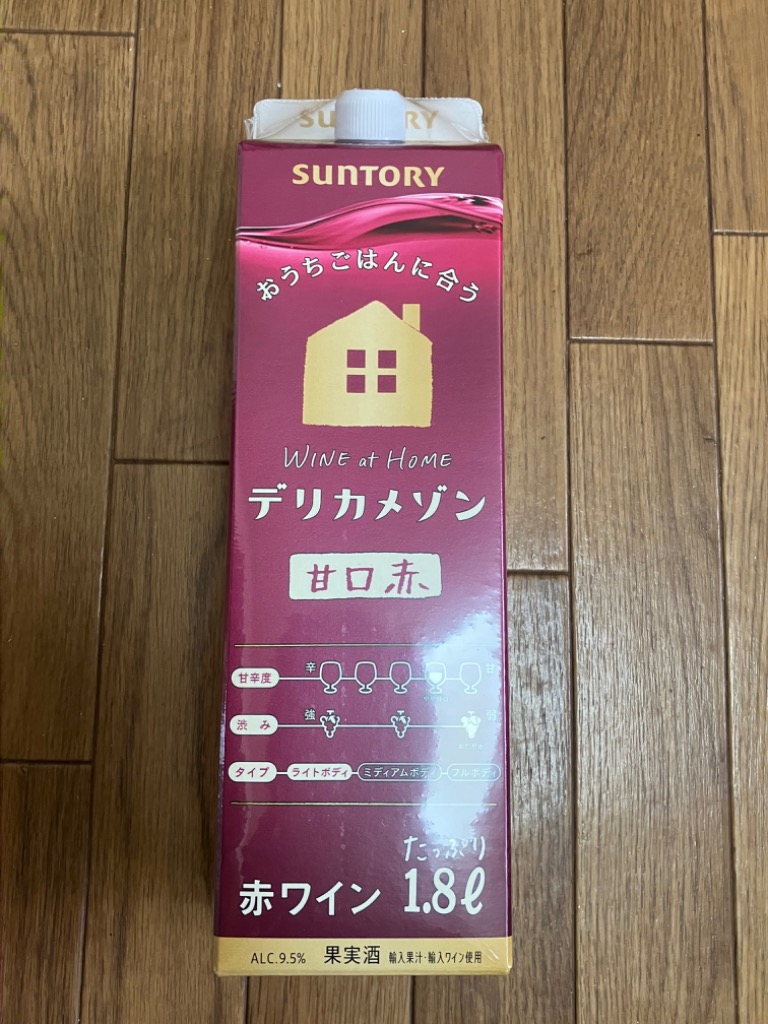 SUNTORY
おうちごはんに合う
WINE at HOME
デリカメゾン
甘口赤
甘辛度 辛 甘
渋み 強 弱
タイプ ライトボディ ミディアムボディ フルボディ
たっぷり
赤ワイン 1.8ℓ
ALC.9.5% 果実酒 輸入果汁・輸入ワイン使用